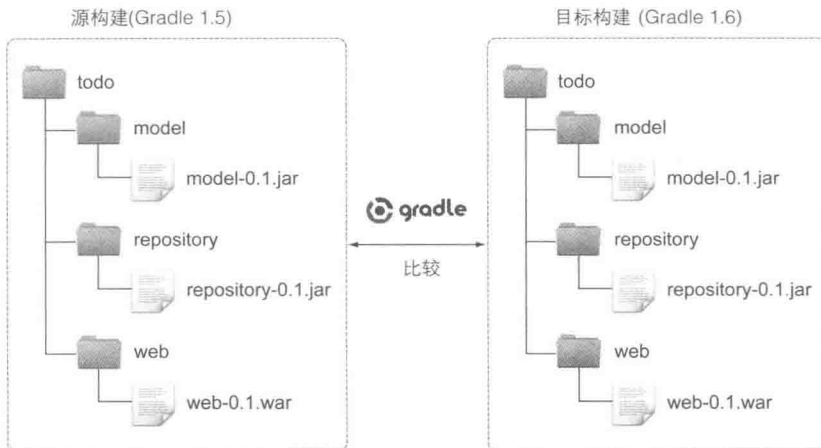 源构建(Gradle 1.5)
todo
model
model-0.1.jar
repository
repository-0.1.jar
web
web-0.1.war
gradle
比较
目标构建 (Gradle 1.6)
todo
model
model-0.1.jar
repository
repository-0.1.jar
web
web-0.1.war